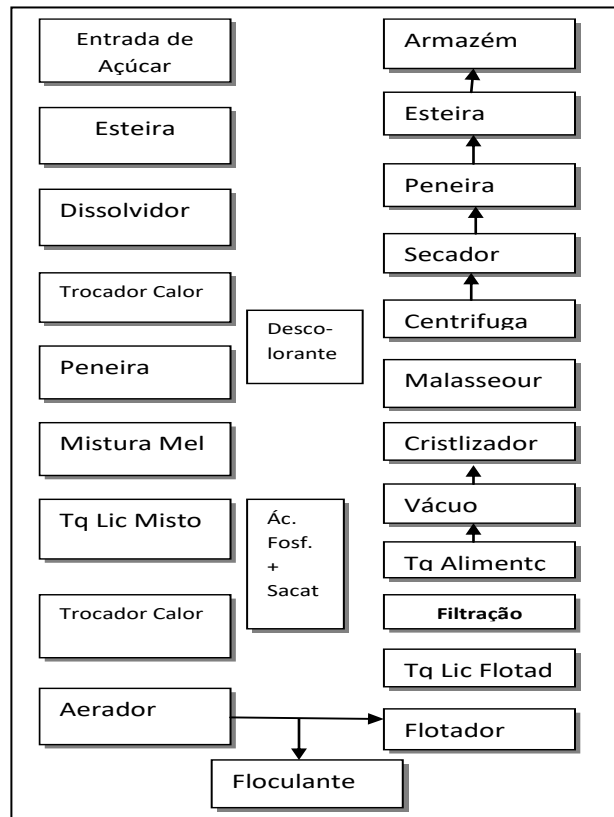 Entrada de
Açúcar
Esteira
Dissolvidor
Trocador Calor
Peneira
Mistura Mel
Tq Lic Misto
Trocador Calor
Aerador
Desco-
lorante
Ác.
Fosf.
+
Sacat
Floculante
Armazém
Esteira
Peneira
Secador
Centrifuga
Malasseour
Cristlizador
Vácuo
Tq Alimentç
Filtração
Tq Lic Flotad
Flotador